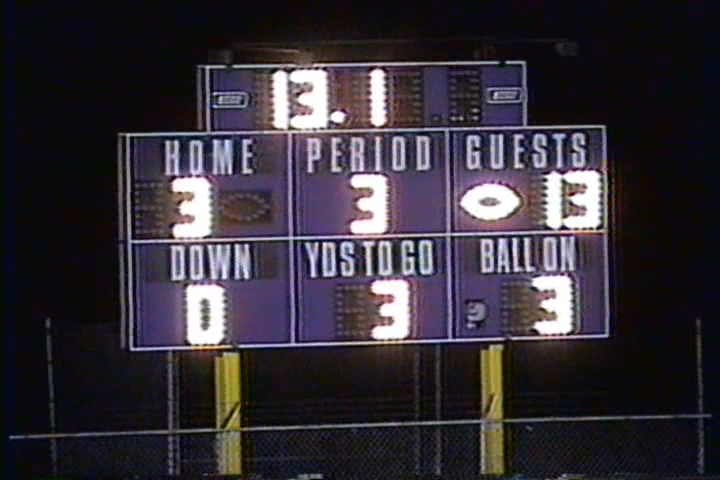 13.1
HOME PERIOD GUESTS
3 3 13
DOWN YDS TO GO BALL ON
0 3 3